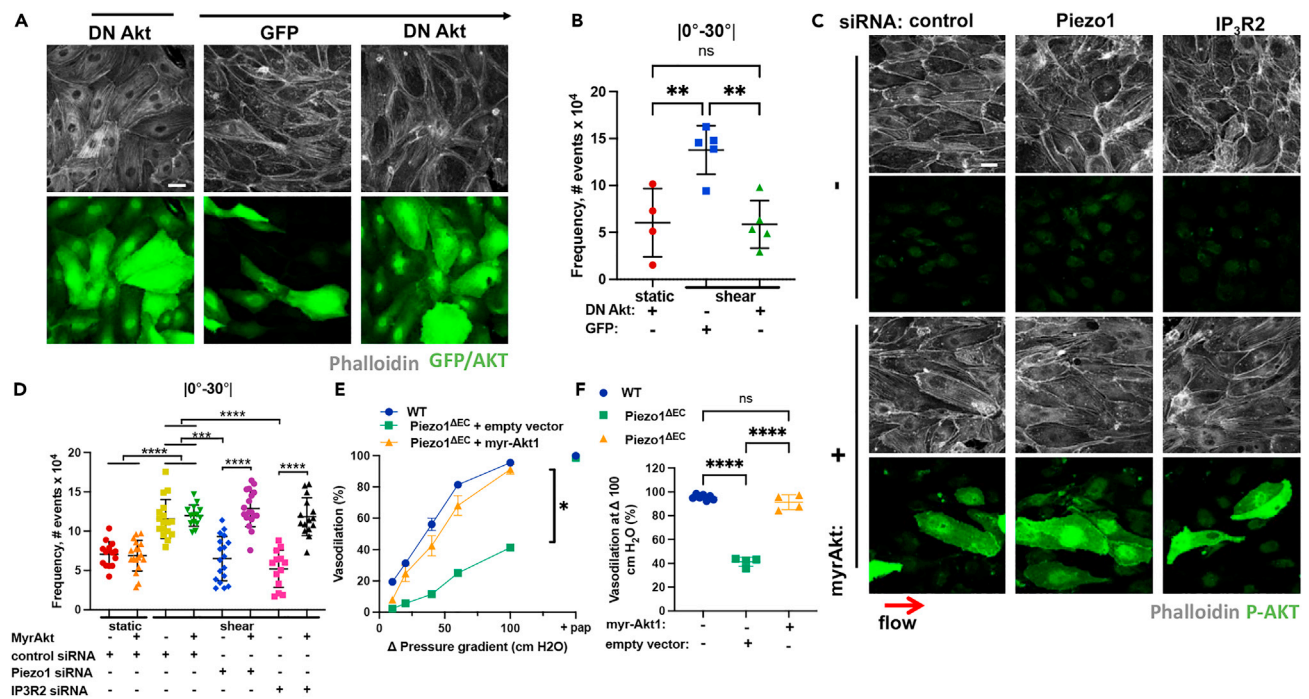 A
DN Akt
GFP
DN Akt
Phalloidin GFP/AKT
B
|0°-30°|
ns
** **
Frequency, # events x 10⁴
20
15
10
5
0
static shear
DN Akt: + - +
GFP: - + -
C
siRNA: control Piezo1 IP₃R2
-
+
myrAkt:
flow
Phalloidin P-AKT
D
|0°-30°|
****
***
****
****
****
Frequency, # events x 10⁴
20
15
10
5
0
static shear
MyrAkt - + - + - + - +
control siRNA + + + + - - - -
Piezo1 siRNA - - - - + + - -
IP3R2 siRNA - - - - - - + +
E
WT
Piezo1ΔEC + empty vector
Piezo1ΔEC + myr-Akt1
Vasodilation (%)
100
80
60
40
20
0
*
0 50 100 + pap
Δ Pressure gradient (cm H2O)
F
WT
Piezo1ΔEC
Piezo1ΔEC
ns
****
****
Vasodilation at Δ 100
cm H₂O (%)
120
100
80
60
40
20
0
myr-Akt1: - - +
empty vector: - + -